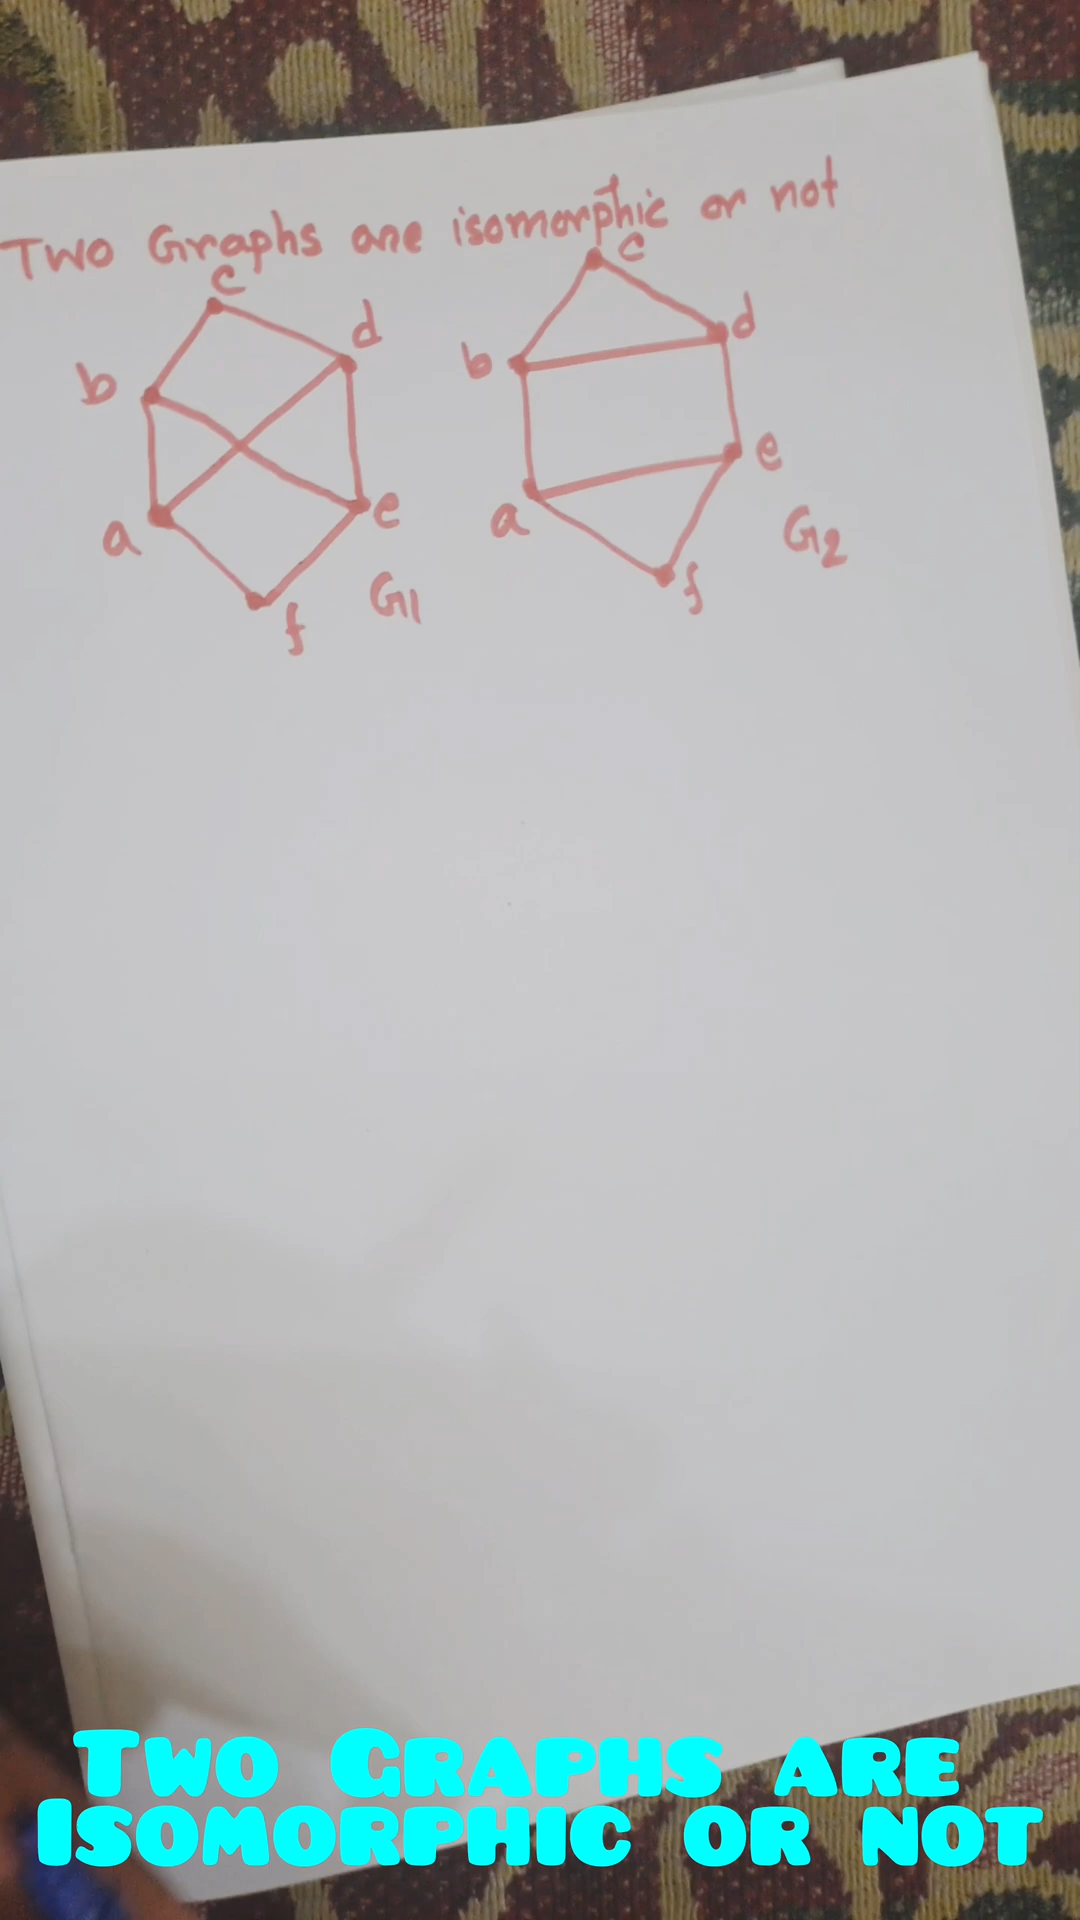 Two Graphs are isomorphic or not
c
d
b
a
e
f
G1
c
d
b
e
a
f
G2
Two Graphs are
Isomorphic or not